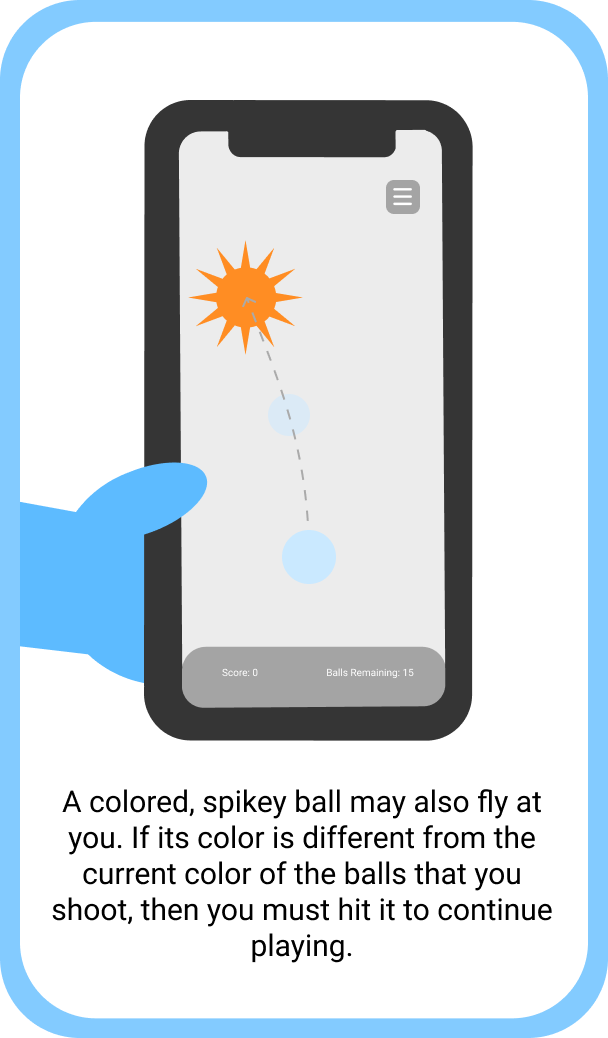 Score: 0
Balls Remaining: 15
A colored, spikey ball may also fly at
you. If its color is different from the
current color of the balls that you
shoot, then you must hit it to continue
playing.